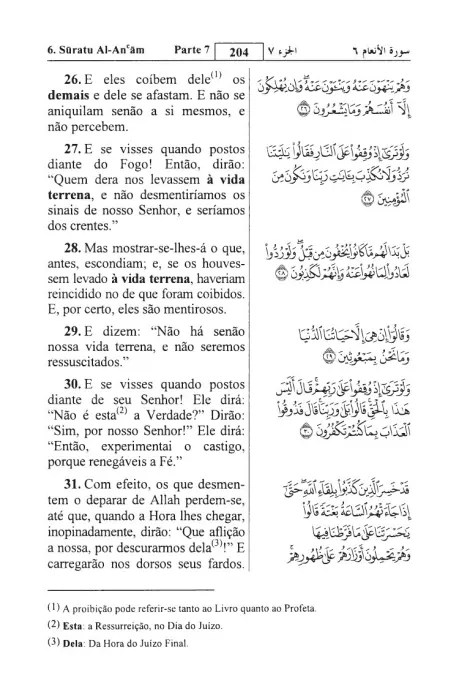 6. Sūratu Al-Anᶜām Parte 7 204 الجزء ٧ سورة الأنعام ٦
26. E eles coíbem dele(1) os
demais e dele se afastam. E não se
aniquilam senão a si mesmos, e
não percebem.
وَهُمْ يَنْهَوْنَ عَنْهُ وَيَنْـَٔوْنَ عَنْهُ وَإِن يُهْلِكُونَ
إِلَّآ أَنفُسَهُمْ وَمَا يَشْعُرُونَ ٢٦
27. E se visses quando postos
diante do Fogo! Então, dirão:
“Quem dera nos levassem à vida
terrena, e não desmentiríamos os
sinais de nosso Senhor, e seríamos
dos crentes.”
وَلَوْ تَرَىٰٓ إِذْ وُقِفُوا۟ عَلَى ٱلنَّارِ فَقَالُوا۟ يَـٰلَيْتَنَا
نُرَدُّ وَلَا نُكَذِّبَ بِـَٔايَـٰتِ رَبِّنَا وَنَكُونَ مِنَ
ٱلْمُؤْمِنِينَ ٢٧
28. Mas mostrar-se-lhes-á o que,
antes, escondiam; e, se os houves-
sem levado à vida terrena, haveriam
reincidido no de que foram coibidos.
E, por certo, eles são mentirosos.
بَلْ بَدَا لَهُم مَّا كَانُوا۟ يُخْفُونَ مِن قَبْلُ وَلَوْ رُدُّوا۟
لَعَادُوا۟ لِمَا نُهُوا۟ عَنْهُ وَإِنَّهُمْ لَكَـٰذِبُونَ ٢٨
29. E dizem: “Não há senão
nossa vida terrena, e não seremos
ressuscitados.”
وَقَالُوٓا۟ إِنْ هِىَ إِلَّا حَيَاتُنَا ٱلدُّنْيَا
وَمَا نَحْنُ بِمَبْعُوثِينَ ٢٩
30. E se visses quando postos
diante de seu Senhor! Ele dirá:
“Não é esta(2) a Verdade?” Dirão:
“Sim, por nosso Senhor!” Ele dirá:
“Então, experimentai o castigo,
porque renegáveis a Fé.”
وَلَوْ تَرَىٰٓ إِذْ وُقِفُوا۟ عَلَىٰ رَبِّهِمْ قَالَ أَلَيْسَ
هَـٰذَا بِٱلْحَقِّ قَالُوا۟ بَلَىٰ وَرَبِّنَا قَالَ فَذُوقُوا۟
ٱلْعَذَابَ بِمَا كُنتُمْ تَكْفُرُونَ ٣٠
31. Com efeito, os que desmen-
tem o deparar de Allah perdem-se,
até que, quando a Hora lhes chegar,
inopinadamente, dirão: “Que aflição
a nossa, por descurarmos dela(3)!” E
carregarão nos dorsos seus fardos.
قَدْ خَسِرَ ٱلَّذِينَ كَذَّبُوا۟ بِلِقَآءِ ٱللَّهِ حَتَّىٰٓ
إِذَا جَآءَتْهُمُ ٱلسَّاعَةُ بَغْتَةً قَالُوا۟
يَـٰحَسْرَتَنَا عَلَىٰ مَا فَرَّطْنَا فِيهَا
وَهُمْ يَحْمِلُونَ أَوْزَارَهُمْ عَلَىٰ ظُهُورِهِمْ
(1) A proibição pode referir-se tanto ao Livro quanto ao Profeta.
(2) Esta: a Ressurreição, no Dia do Juízo.
(3) Dela: Da Hora do Juízo Final.